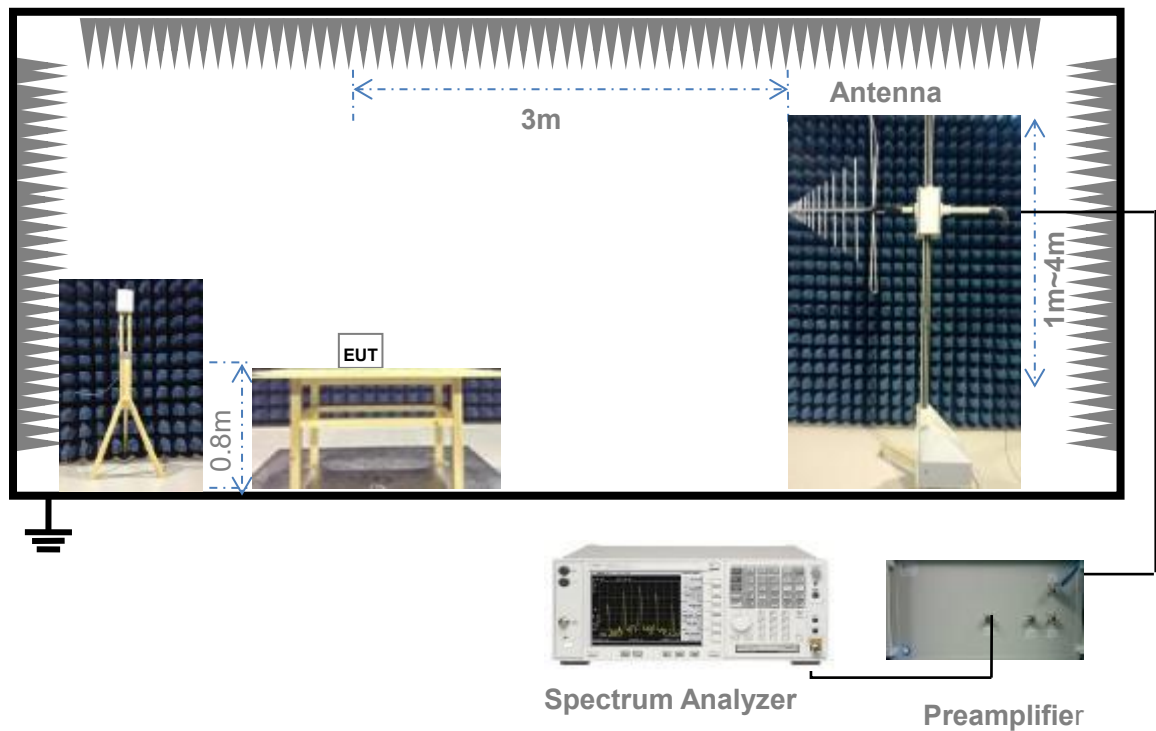 Antenna
3m
1m~4m
EUT
0.8m
Spectrum Analyzer
Preamplifier